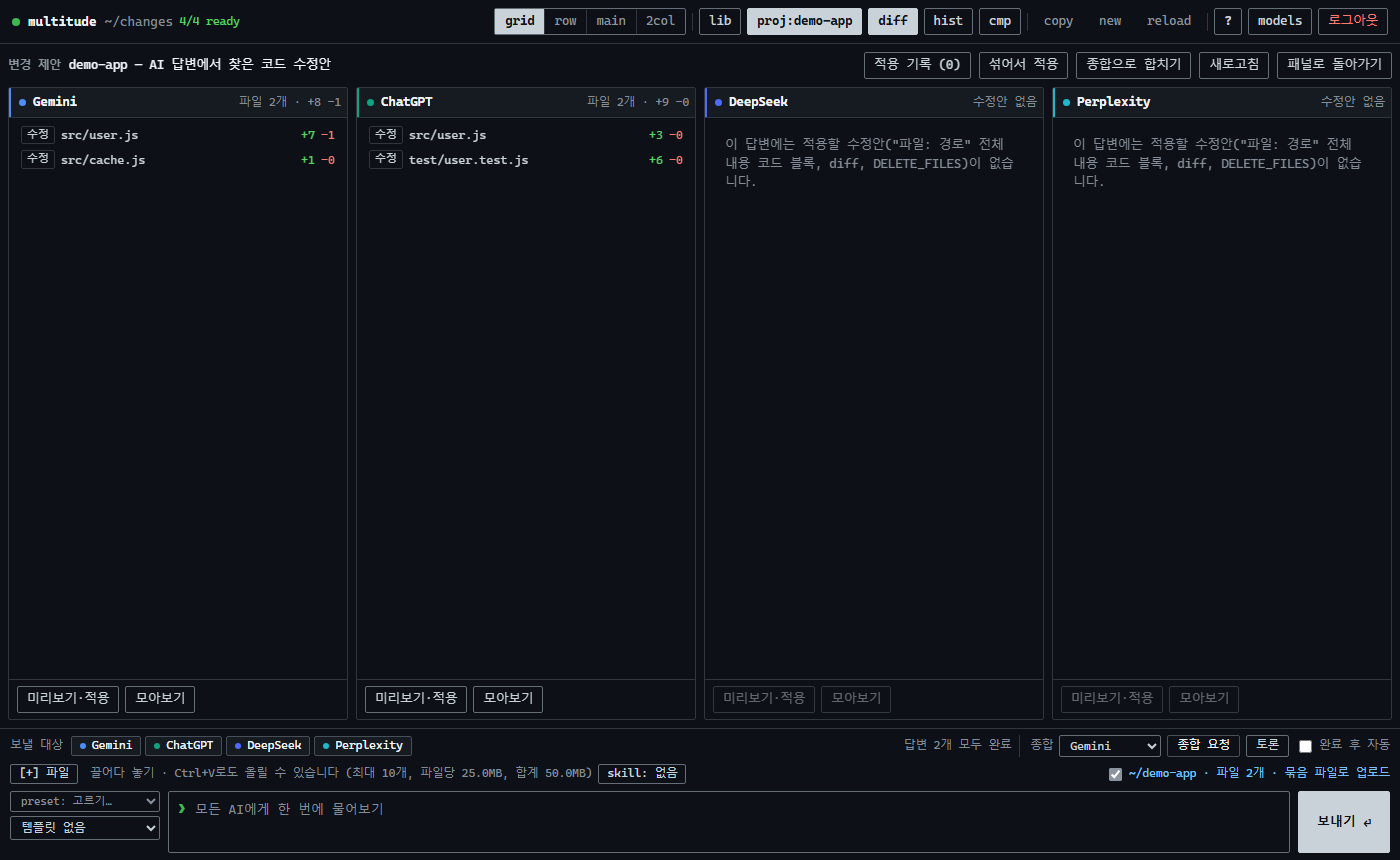 multitude ~/changes 4/4 ready
grid row main 2col lib proj:demo-app diff hist cmp copy new reload ? models 로그아웃
변경 제안 demo-app — AI 답변에서 찾은 코드 수정안
적용 기록 (0) 섞어서 적용 종합으로 합치기 새로고침 패널로 돌아가기
Gemini 파일 2개 · +8 −1
수정 src/user.js +7 −1
수정 src/cache.js +1 −0
미리보기·적용 모아보기
ChatGPT 파일 2개 · +9 −0
수정 src/user.js +3 −0
수정 test/user.test.js +6 −0
미리보기·적용 모아보기
DeepSeek 수정안 없음
이 답변에는 적용할 수정안("파일: 경로" 전체
내용 코드 블록, diff, DELETE_FILES)이 없습
니다.
미리보기·적용 모아보기
Perplexity 수정안 없음
이 답변에는 적용할 수정안("파일: 경로" 전체
내용 코드 블록, diff, DELETE_FILES)이 없습
니다.
미리보기·적용 모아보기
보낼 대상 Gemini ChatGPT DeepSeek Perplexity
답변 2개 모두 완료 종합 Gemini 종합 요청 토론 완료 후 자동
[+] 파일 끌어다 놓기 · Ctrl+V로도 올릴 수 있습니다 (최대 10개, 파일당 25.0MB, 합계 50.0MB) skill: 없음
~/demo-app · 파일 2개 · 묶음 파일로 업로드
preset: 고르기…
템플릿 없음
❯ 모든 AI에게 한 번에 물어보기
보내기 ↵